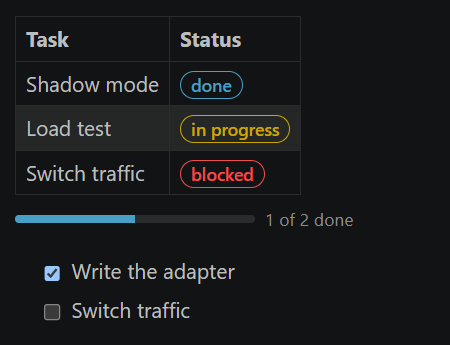 Task Status
Shadow mode done
Load test in progress
Switch traffic blocked
1 of 2 done
Write the adapter
Switch traffic